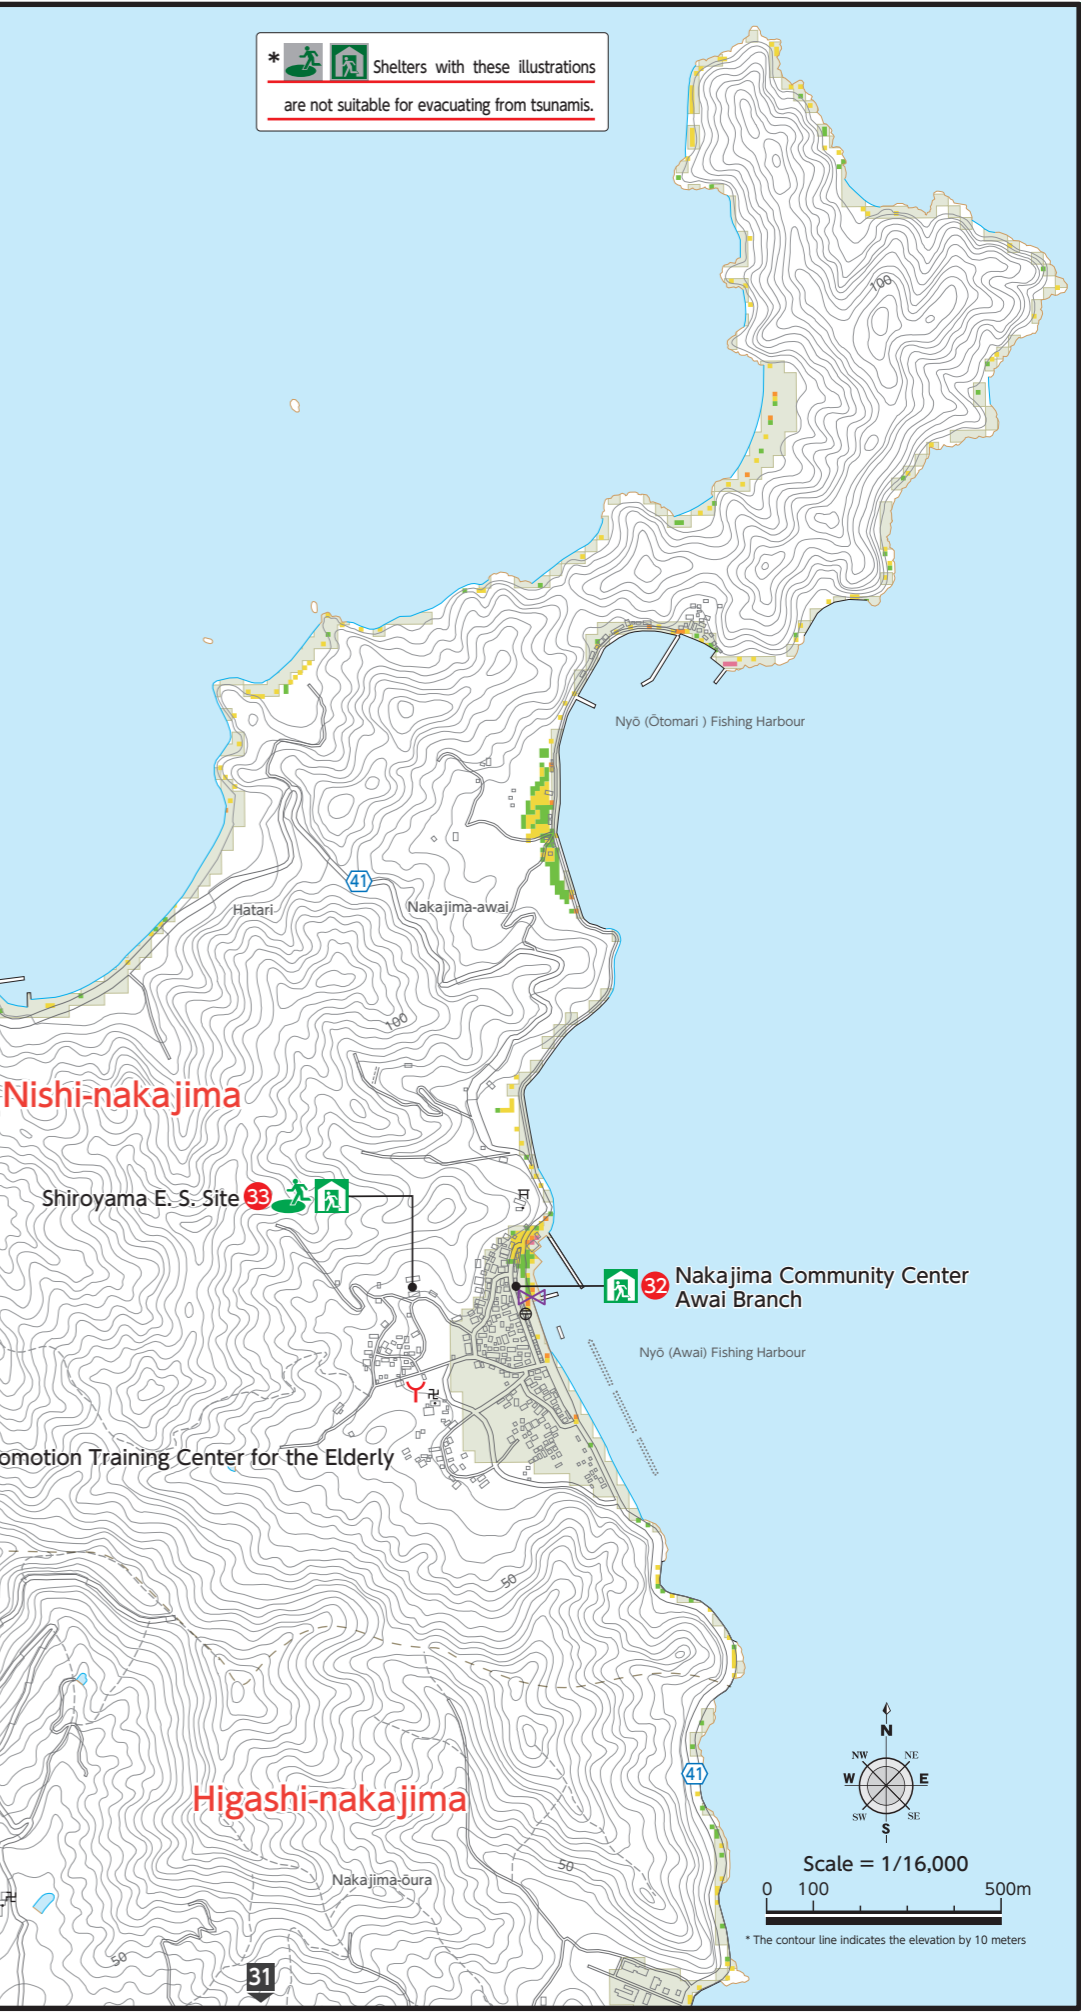 * Shelters with these illustrations
are not suitable for evacuating from tsunamis.
100
Nyō (Ōtomari ) Fishing Harbour
41
Hatari
Nakajima-awai
100
Nishi-nakajima
Shiroyama E. S. Site 33
32 Nakajima Community Center
Awai Branch
Nyō (Awai) Fishing Harbour
omotion Training Center for the Elderly
50
N
NW NE
W E
SW SE
S
41
Higashi-nakajima
Scale = 1/16,000
50
Nakajima-ōura
0 100 500m
* The contour line indicates the elevation by 10 meters
50
31